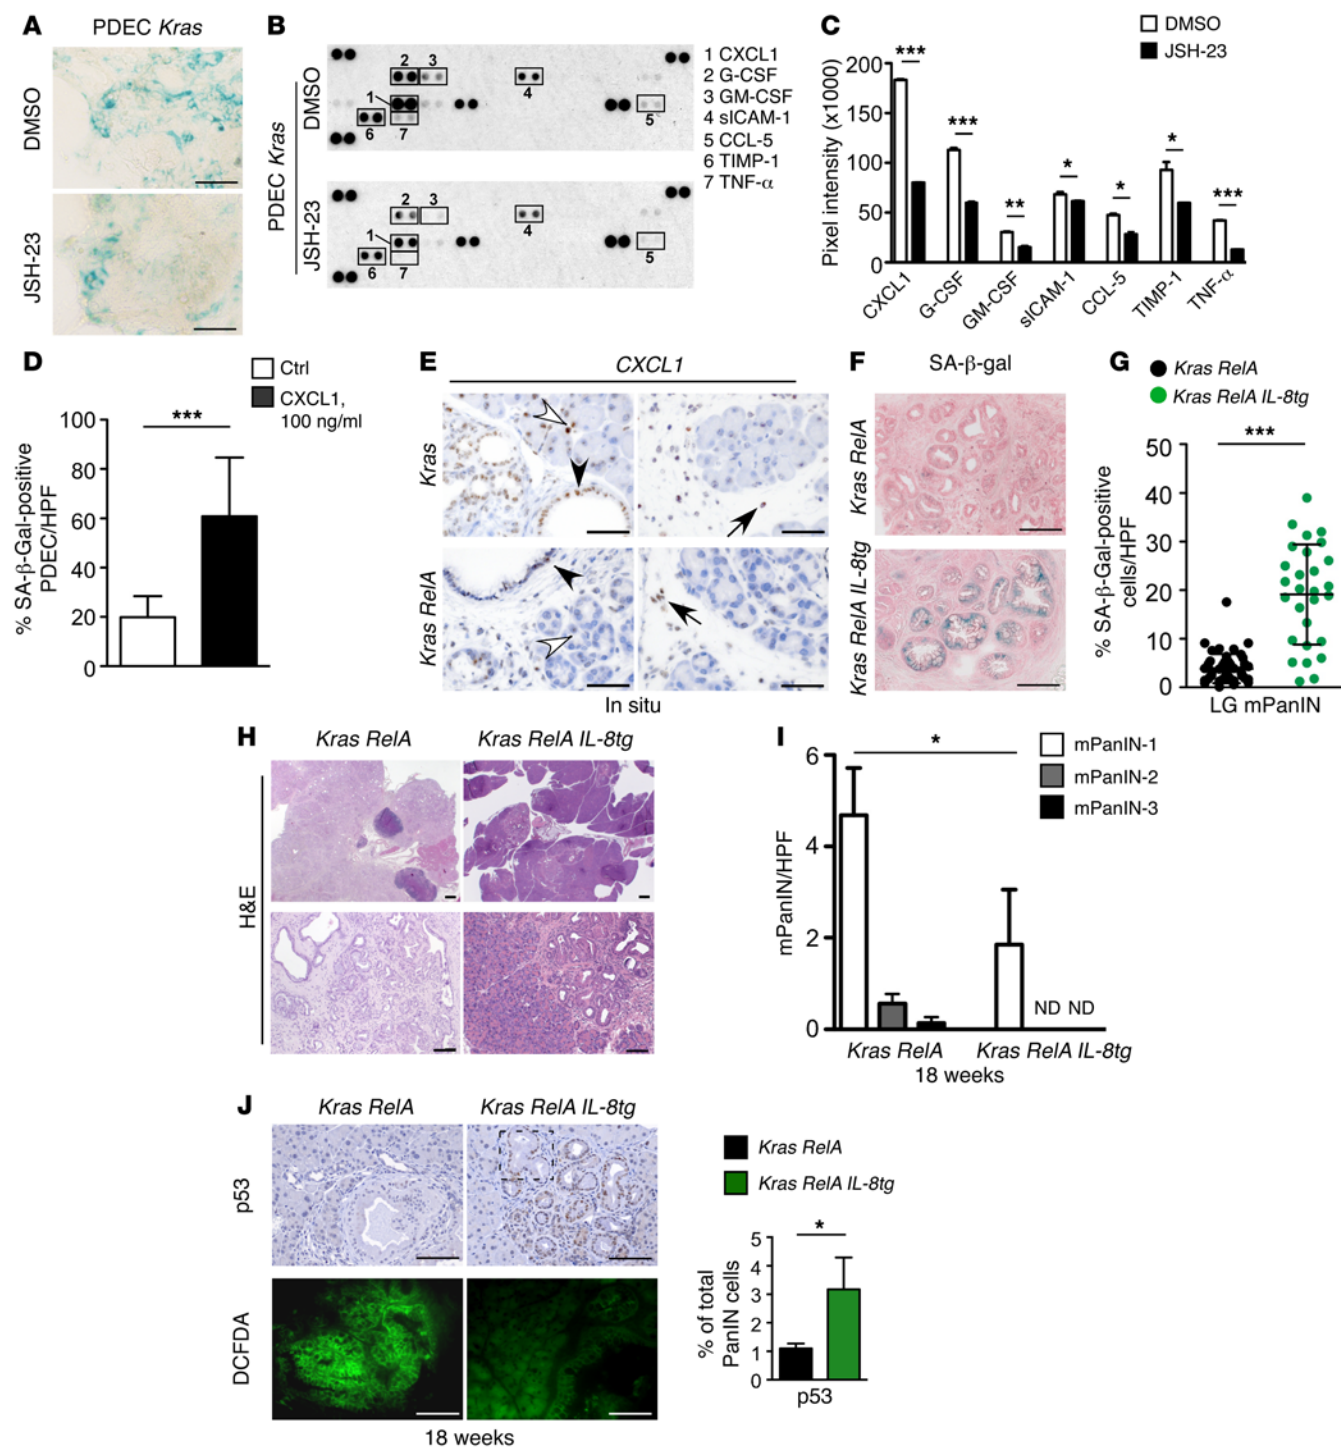 A
PDEC Kras
DMSO
JSH-23
B
PDEC Kras
DMSO
JSH-23
2 3
1
4
6 7
5
2 3
1
4
6 7
5
1 CXCL1
2 G-CSF
3 GM-CSF
4 sICAM-1
5 CCL-5
6 TIMP-1
7 TNF-α
C
DMSO
JSH-23
Pixel intensity (x1000)
200
150
100
50
0
***
***
**
*
*
*
***
CXCL1
G-CSF
GM-CSF
sICAM-1
CCL-5
TIMP-1
TNF-α
D
Ctrl
CXCL1,
100 ng/ml
% SA-β-Gal-positive
PDEC/HPF
100
80
60
40
20
0
***
E
CXCL1
Kras
Kras RelA
In situ
F
SA-β-gal
Kras RelA
Kras RelA IL-8tg
G
Kras RelA
Kras RelA IL-8tg
% SA-β-Gal-positive
cells/HPF
50
40
30
20
10
0
***
LG mPanIN
H
Kras RelA
Kras RelA IL-8tg
H&E
I
mPanIN-1
mPanIN-2
mPanIN-3
mPanIN/HPF
6
4
2
0
*
ND ND
Kras RelA
Kras RelA IL-8tg
18 weeks
J
Kras RelA
Kras RelA IL-8tg
p53
DCFDA
18 weeks
Kras RelA
Kras RelA IL-8tg
% of total
PanIN cells
5
4
3
2
1
0
*
p53